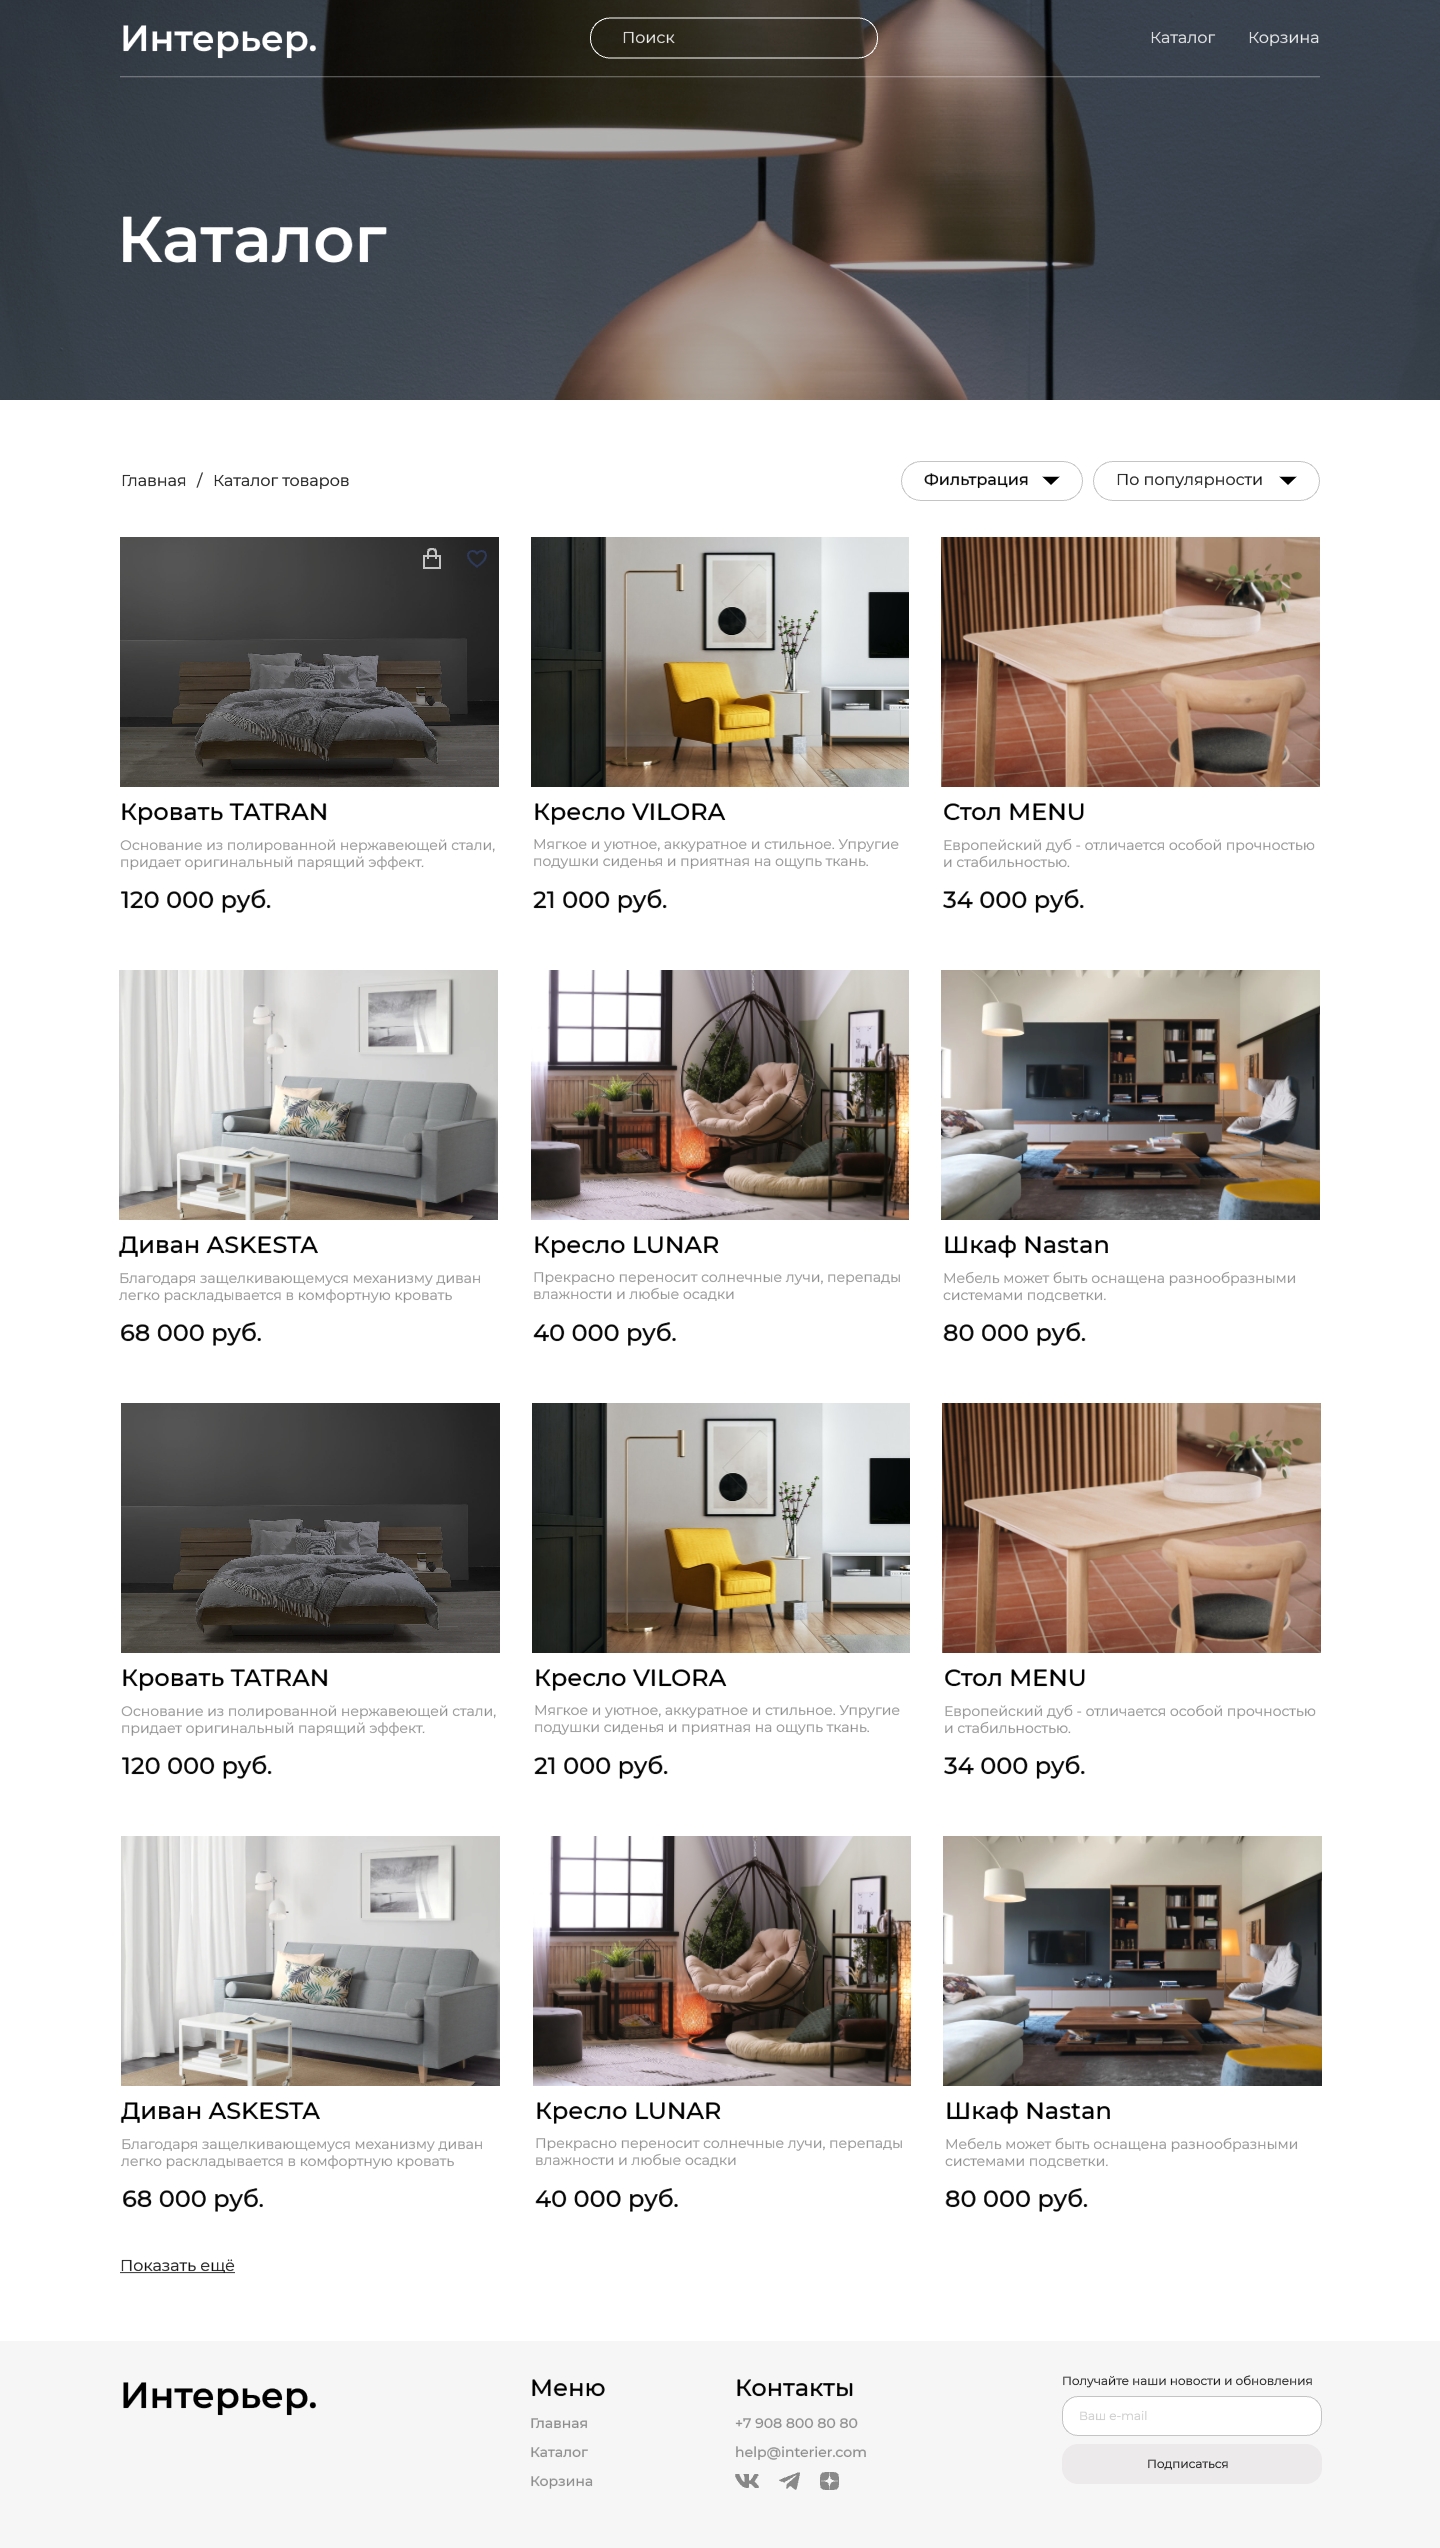 Интерьер.
Поиск
Каталог
Корзина
Каталог
Главная / Каталог товаров
Фильтрация
По популярности
Кровать TATRAN
Основание из полированной нержавеющей стали,
придает оригинальный парящий эффект.
120 000 руб.
Кресло VILORA
Мягкое и уютное, аккуратное и стильное. Упругие
подушки сиденья и приятная на ощупь ткань.
21 000 руб.
Стол MENU
Европейский дуб - отличается особой прочностью
и стабильностью.
34 000 руб.
Диван ASKESTA
Благодаря защелкивающемуся механизму диван
легко раскладывается в комфортную кровать
68 000 руб.
Кресло LUNAR
Прекрасно переносит солнечные лучи, перепады
влажности и любые осадки
40 000 руб.
Шкаф Nastan
Мебель может быть оснащена разнообразными
системами подсветки.
80 000 руб.
Кровать TATRAN
Основание из полированной нержавеющей стали,
придает оригинальный парящий эффект.
120 000 руб.
Кресло VILORA
Мягкое и уютное, аккуратное и стильное. Упругие
подушки сиденья и приятная на ощупь ткань.
21 000 руб.
Стол MENU
Европейский дуб - отличается особой прочностью
и стабильностью.
34 000 руб.
Диван ASKESTA
Благодаря защелкивающемуся механизму диван
легко раскладывается в комфортную кровать
68 000 руб.
Кресло LUNAR
Прекрасно переносит солнечные лучи, перепады
влажности и любые осадки
40 000 руб.
Шкаф Nastan
Мебель может быть оснащена разнообразными
системами подсветки.
80 000 руб.
Показать ещё
Интерьер.
Меню
Главная
Каталог
Корзина
Контакты
+7 908 800 80 80
help@interier.com
Получайте наши новости и обновления
Ваш e-mail
Подписаться